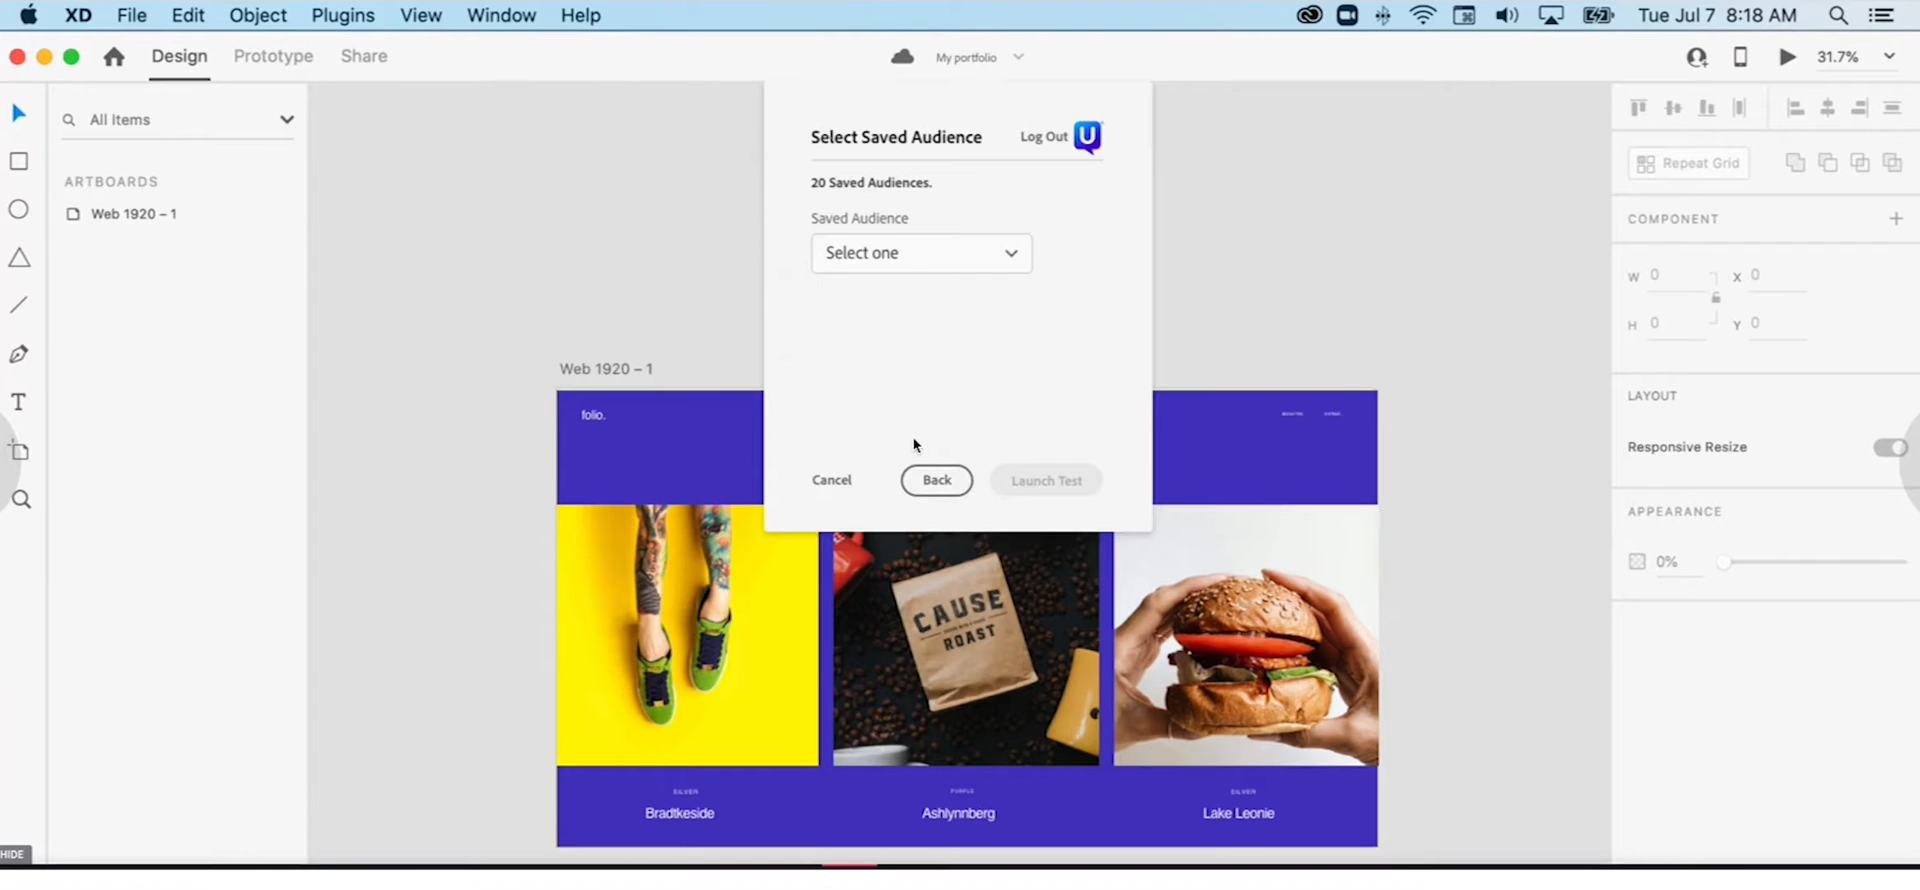 XD File Edit Object Plugins View Window Help Tue Jul 7 8:18 AM
Design Prototype Share My portfolio 31.7%
All Items
ARTBOARDS
Web 1920 – 1
Select Saved Audience Log Out U
20 Saved Audiences.
Saved Audience
Select one
Cancel Back Launch Test
Web 1920 – 1
folio.
CAUSE
ROAST
SILVER PURPLE SILVER
Bradtkeside Ashlynnberg Lake Leonie
T
HIDE
Repeat Grid
COMPONENT
W 0 X 0
H 0 Y 0
LAYOUT
Responsive Resize
APPEARANCE
0%